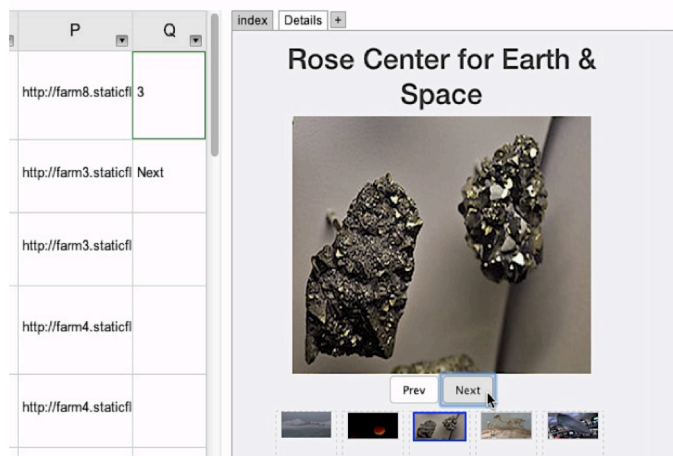 P Q
http://farm8.staticfl 3
http://farm3.staticfl Next
http://farm3.staticfl
http://farm4.staticfl
http://farm4.staticfl
index Details +
Rose Center for Earth &
Space
Prev Next